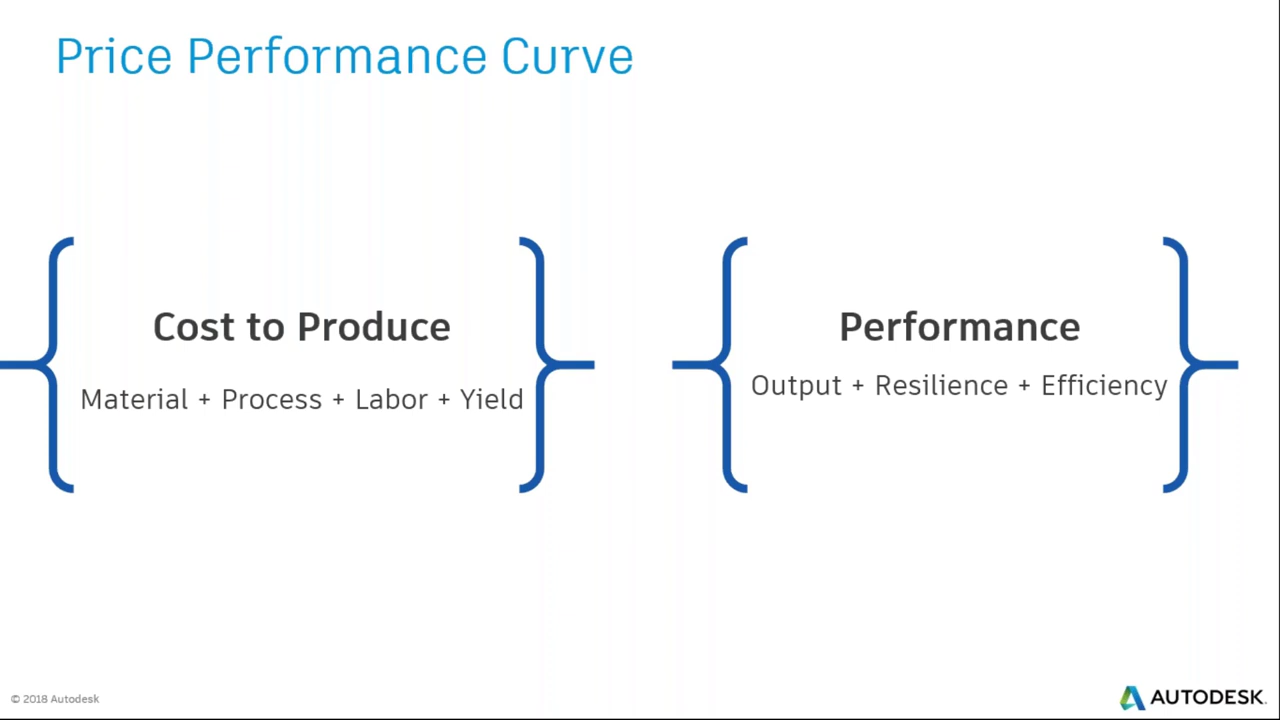 Price Performance Curve
Cost to Produce
Material + Process + Labor + Yield
Performance
Output + Resilience + Efficiency
© 2018 Autodesk
AUTODESK.